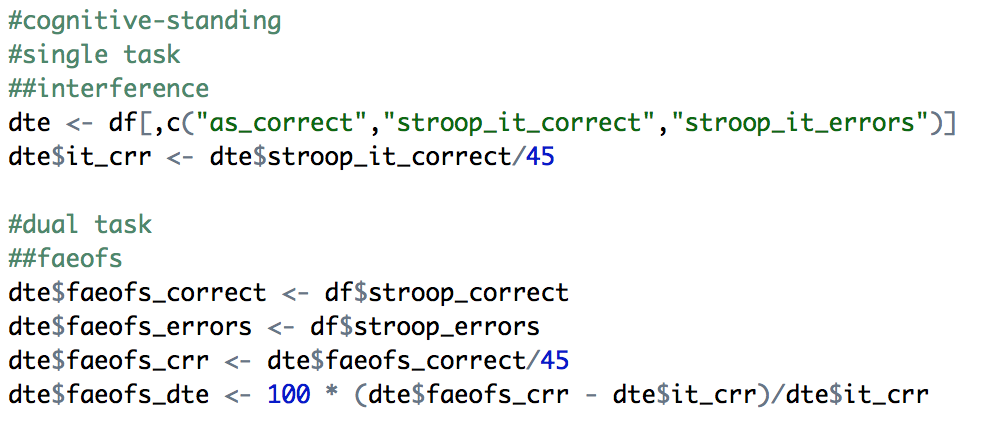 #cognitive-standing
#single task
##interference
dte <- df[,c("as_correct","stroop_it_correct","stroop_it_errors")]
dte$it_crr <- dte$stroop_it_correct/45
#dual task
##faeofs
dte$faeofs_correct <- df$stroop_correct
dte$faeofs_errors <- df$stroop_errors
dte$faeofs_crr <- dte$faeofs_correct/45
dte$faeofs_dte <- 100 * (dte$faeofs_crr - dte$it_crr)/dte$it_crr